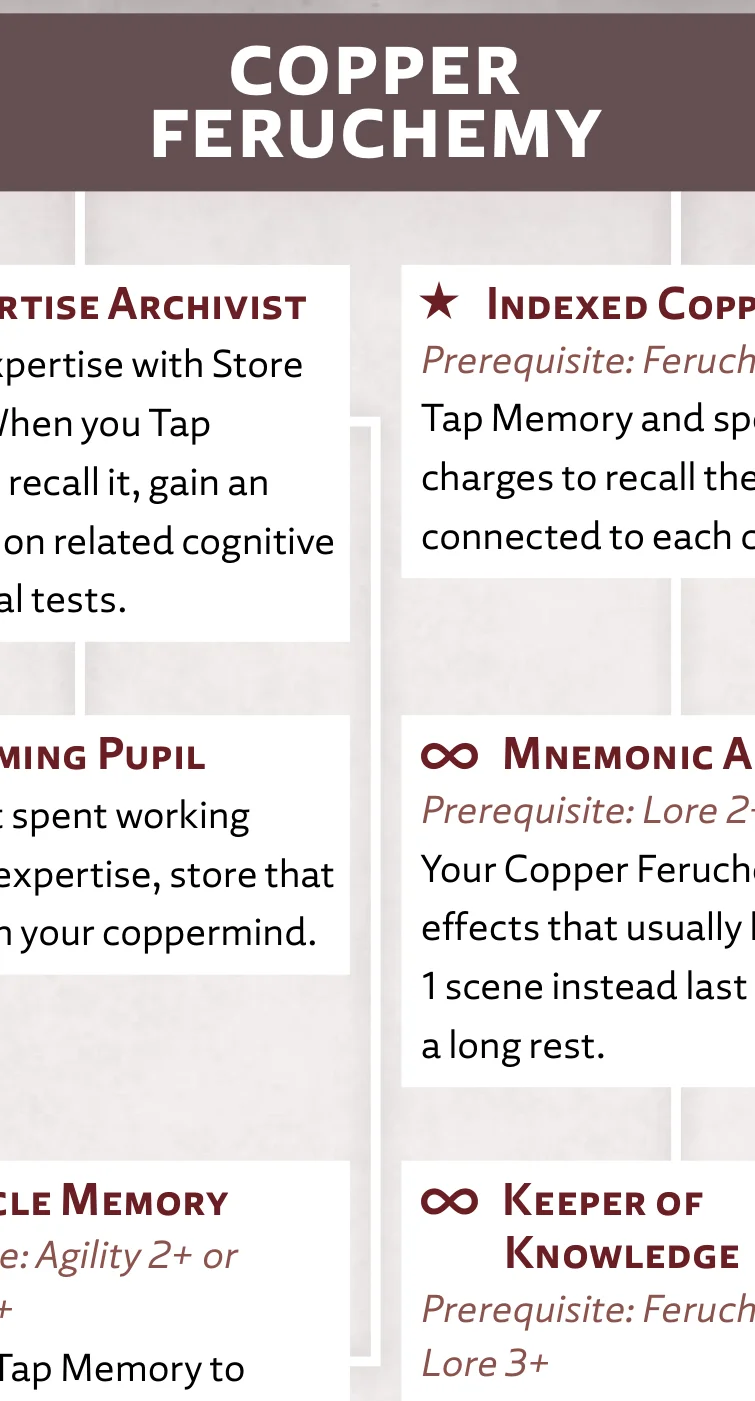 COPPER
FERUCHEMY
RTISE ARCHIVIST
xpertise with Store
When you Tap
recall it, gain an
on related cognitive
al tests.
MING PUPIL
t spent working
expertise, store that
n your coppermind.
CLE MEMORY
e: Agility 2+ or
+
Tap Memory to
★ INDEXED COPP
Prerequisite: Feruch
Tap Memory and spe
charges to recall the
connected to each o
∞ MNEMONIC A
Prerequisite: Lore 2+
Your Copper Feruche
effects that usually l
1 scene instead last
a long rest.
∞ KEEPER OF
KNOWLEDGE
Prerequisite: Feruch
Lore 3+